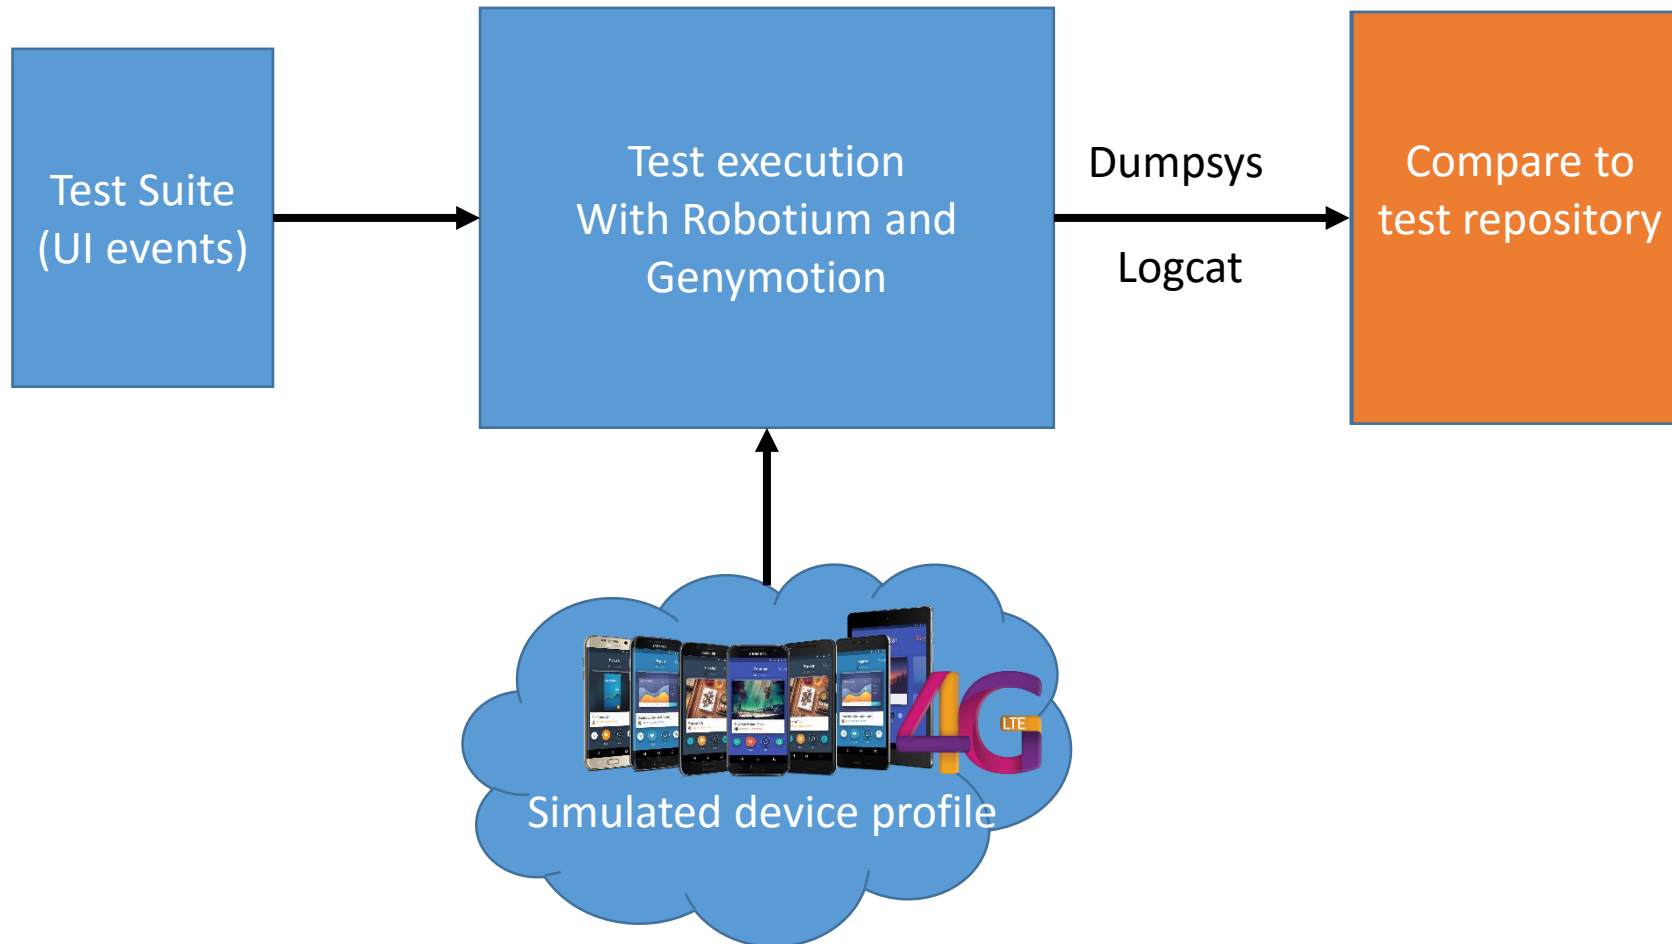 Test Suite
(UI events)
Test execution
With Robotium and
Genymotion
Dumpsys
Logcat
Compare to
test repository
4G
LTE
Simulated device profile